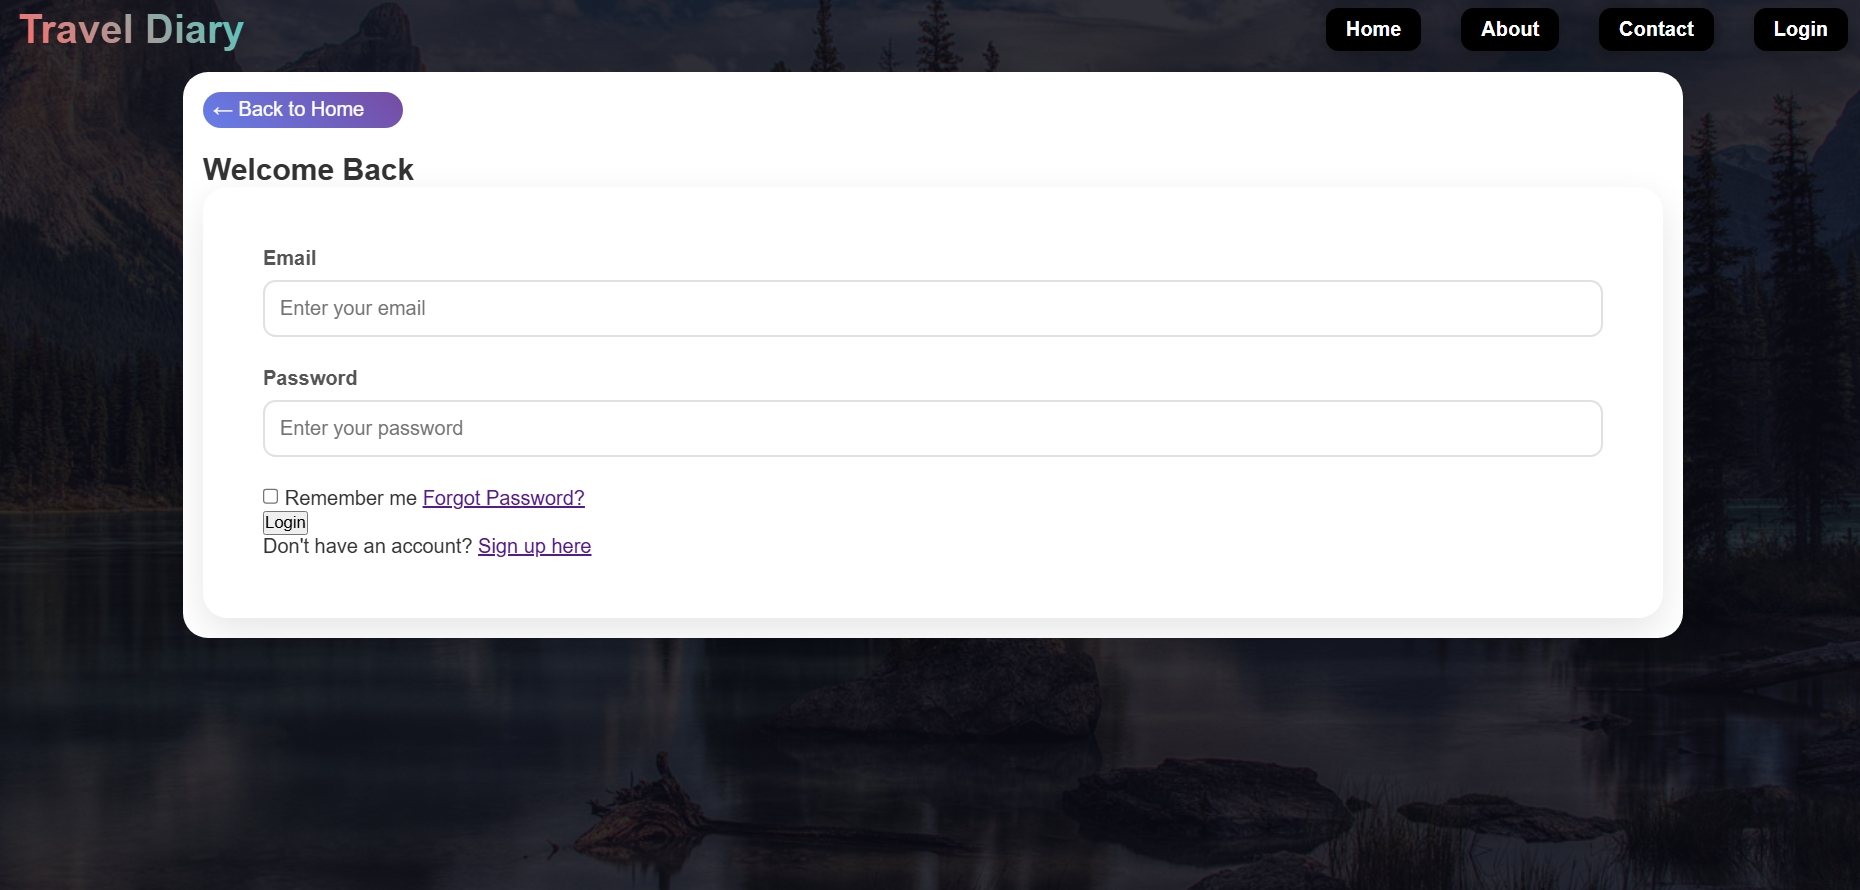 Travel Diary
Home About Contact Login
← Back to Home
Welcome Back
Email
Enter your email
Password
Enter your password
Remember me Forgot Password?
Login
Don't have an account? Sign up here